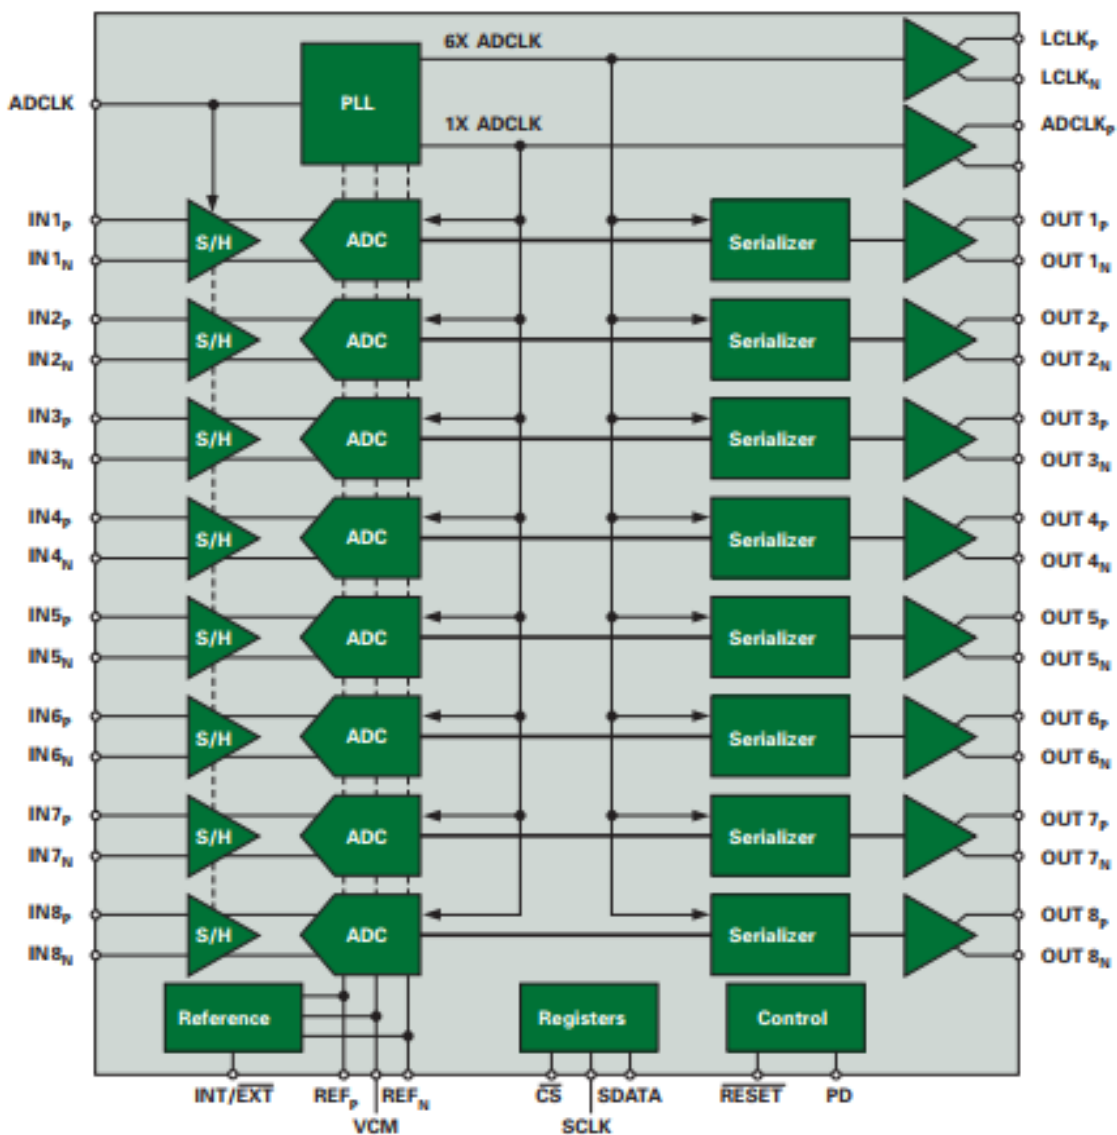 6X ADCLK
LCLKP
LCLKN
ADCLK
PLL
1X ADCLK
ADCLKP
IN1P
S/H
ADC
Serializer
OUT 1P
IN1N
OUT 1N
IN2P
S/H
ADC
Serializer
OUT 2P
IN2N
OUT 2N
IN3P
S/H
ADC
Serializer
OUT 3P
IN3N
OUT 3N
IN4P
S/H
ADC
Serializer
OUT 4P
IN4N
OUT 4N
IN5P
S/H
ADC
Serializer
OUT 5P
IN5N
OUT 5N
IN6P
S/H
ADC
Serializer
OUT 6P
IN6N
OUT 6N
IN7P
S/H
ADC
Serializer
OUT 7P
IN7N
OUT 7N
IN8P
S/H
ADC
Serializer
OUT 8P
IN8N
OUT 8N
Reference
Registers
Control
INT/EXT
REFP
REFN
CS
SDATA
RESET
PD
VCM
SCLK